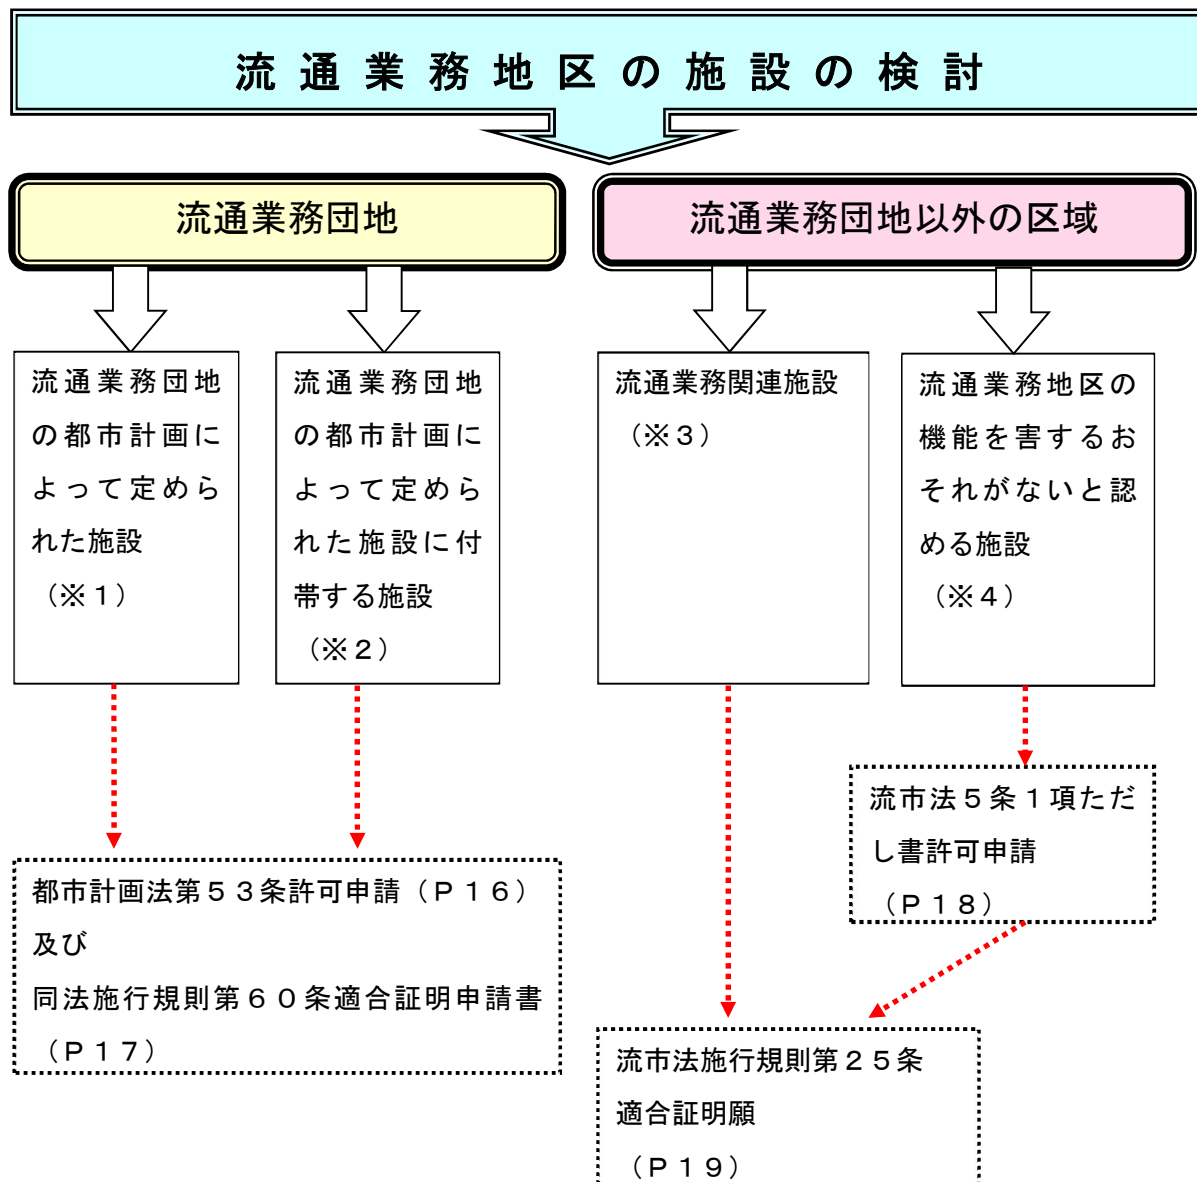 流通業務地区の施設の検討
流通業務団地
流通業務団地以外の区域
流通業務団地
の都市計画に
よって定めら
れた施設
（※１）
流通業務団地
の都市計画に
よって定めら
れた施設に付
帯する施設
（※２）
流通業務関連施設
（※３）
流通業務地区の
機能を害するお
それがないと認
める施設
（※４）
都市計画法第５３条許可申請（Ｐ１６）
及び
同法施行規則第６０条適合証明申請書
（Ｐ１７）
流市法５条１項ただ
し書許可申請
（Ｐ１８）
流市法施行規則第２５条
適合証明願
（Ｐ１９）